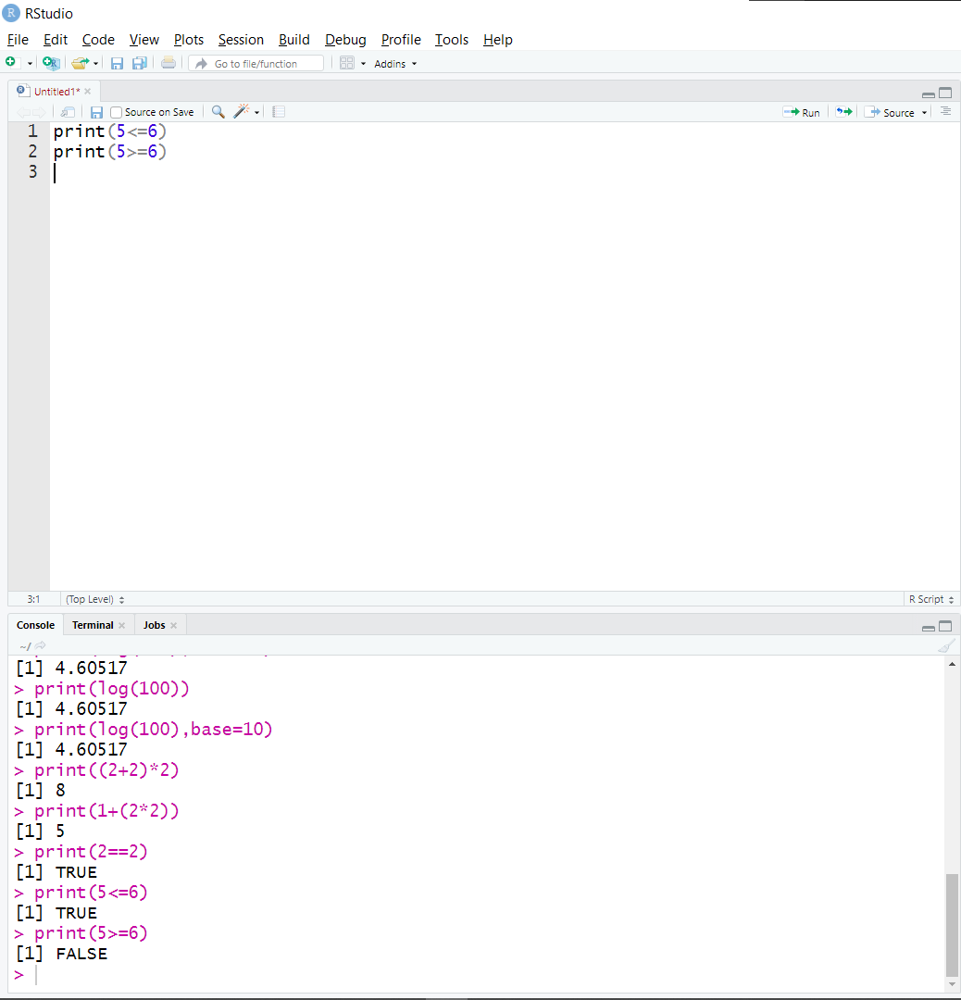 RStudio
File Edit Code View Plots Session Build Debug Profile Tools Help
Go to file/function Addins
Untitled1*
Source on Save Run Source
1 print(5<=6)
2 print(5>=6)
3
3:1 (Top Level) R Script
Console Terminal Jobs
~/
[1] 4.60517
> print(log(100))
[1] 4.60517
> print(log(100),base=10)
[1] 4.60517
> print((2+2)*2)
[1] 8
> print(1+(2*2))
[1] 5
> print(2==2)
[1] TRUE
> print(5<=6)
[1] TRUE
> print(5>=6)
[1] FALSE
>